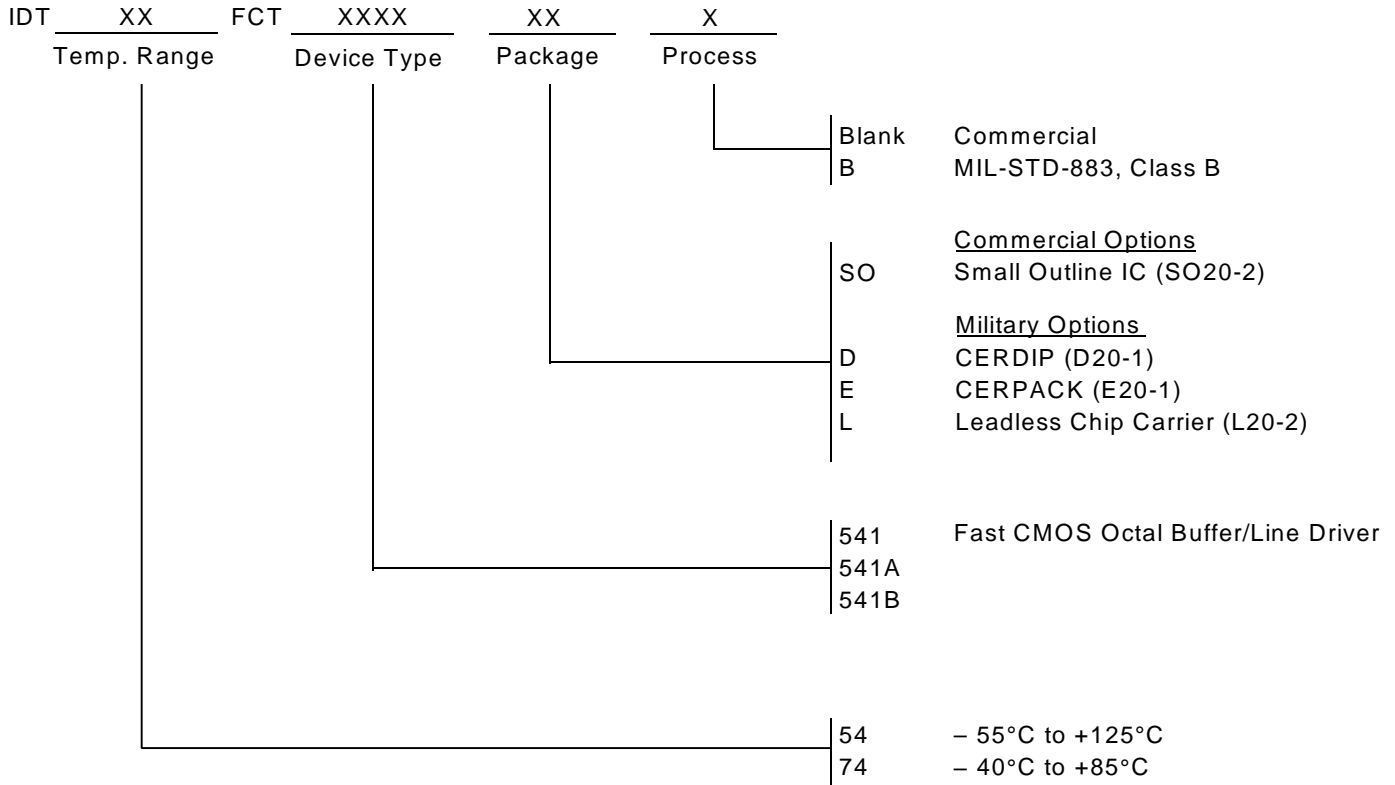 IDT XX FCT XXXX XX X
Temp. Range Device Type Package Process
Blank Commercial
B MIL-STD-883, Class B
Commercial Options
SO Small Outline IC (SO20-2)
Military Options
D CERDIP (D20-1)
E CERPACK (E20-1)
L Leadless Chip Carrier (L20-2)
541 Fast CMOS Octal Buffer/Line Driver
541A
541B
54 – 55°C to +125°C
74 – 40°C to +85°C